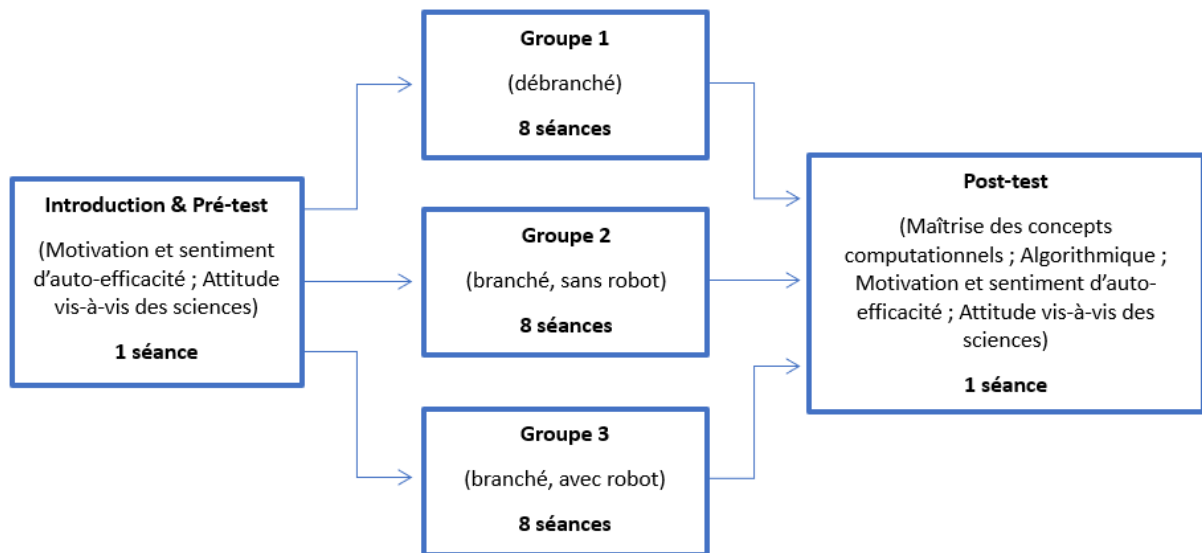 Introduction & Pré-test
(Motivation et sentiment
d’auto-efficacité ; Attitude
vis-à-vis des sciences)
1 séance
Groupe 1
(débranché)
8 séances
Groupe 2
(branché, sans robot)
8 séances
Groupe 3
(branché, avec robot)
8 séances
Post-test
(Maîtrise des concepts
computationnels ; Algorithmique ;
Motivation et sentiment d’auto-
efficacité ; Attitude vis-à-vis des
sciences)
1 séance